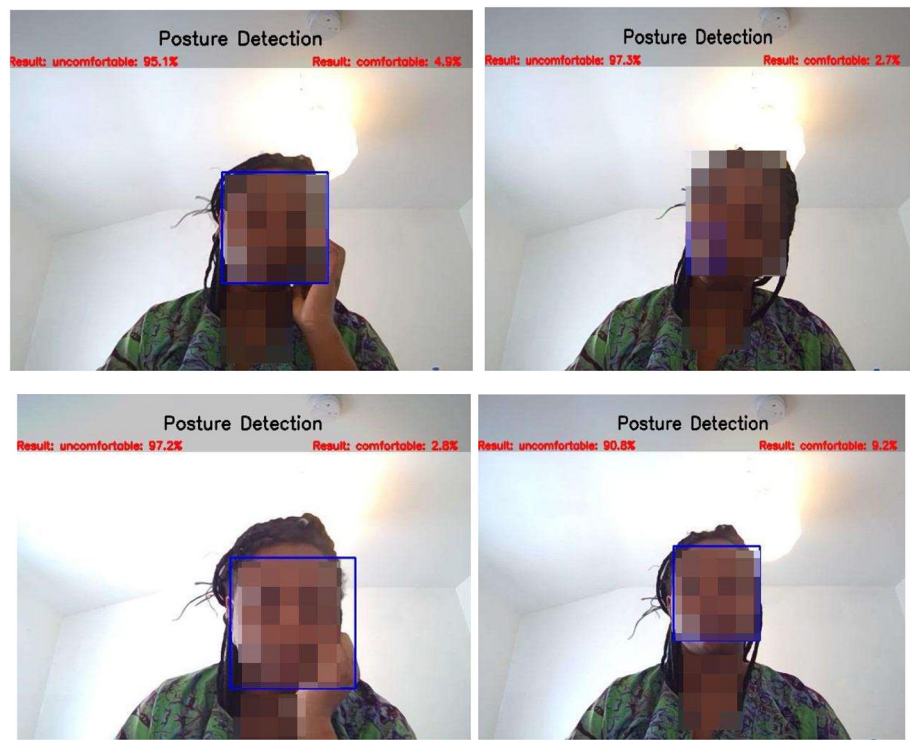 Posture Detection
Result: uncomfortable: 95.1% Result: comfortable: 4.9%
Posture Detection
Result: uncomfortable: 97.3% Result: comfortable: 2.7%
Posture Detection
Result: uncomfortable: 97.2% Result: comfortable: 2.8%
Posture Detection
Result: uncomfortable: 90.8% Result: comfortable: 9.2%